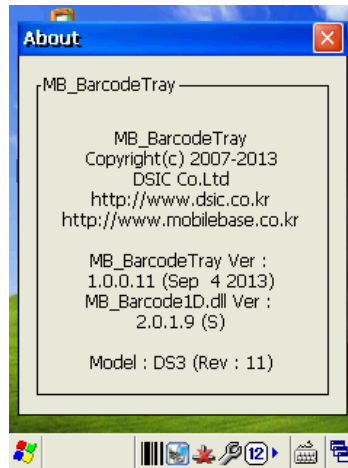 About
MB_BarcodeTray
MB_BarcodeTray
Copyright(c) 2007-2013
DSIC Co.Ltd
http://www.dsic.co.kr
http://www.mobilebase.co.kr
MB_BarcodeTray Ver :
1.0.0.11 (Sep  4 2013)
MB_Barcode1D.dll Ver :
2.0.1.9 (S)
Model : DS3 (Rev : 11)
12